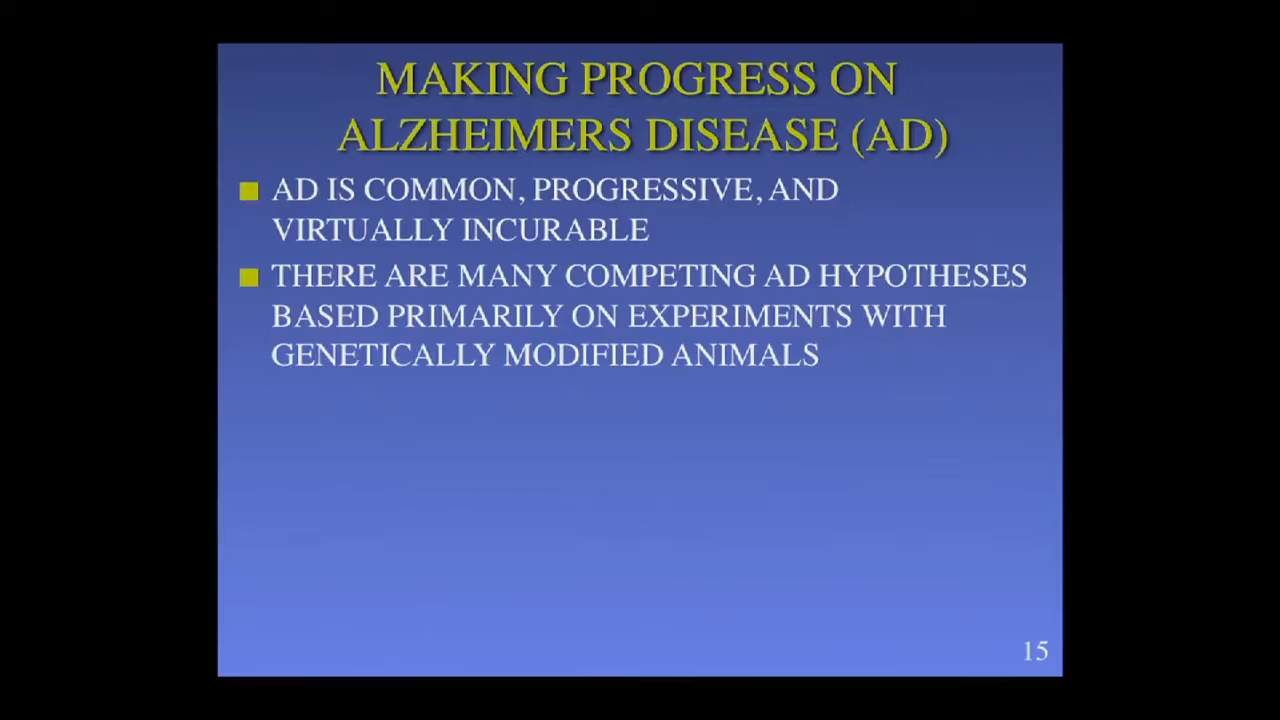 MAKING PROGRESS ON
ALZHEIMERS DISEASE (AD)
AD IS COMMON, PROGRESSIVE, AND
VIRTUALLY INCURABLE
THERE ARE MANY COMPETING AD HYPOTHESES
BASED PRIMARILY ON EXPERIMENTS WITH
GENETICALLY MODIFIED ANIMALS
15